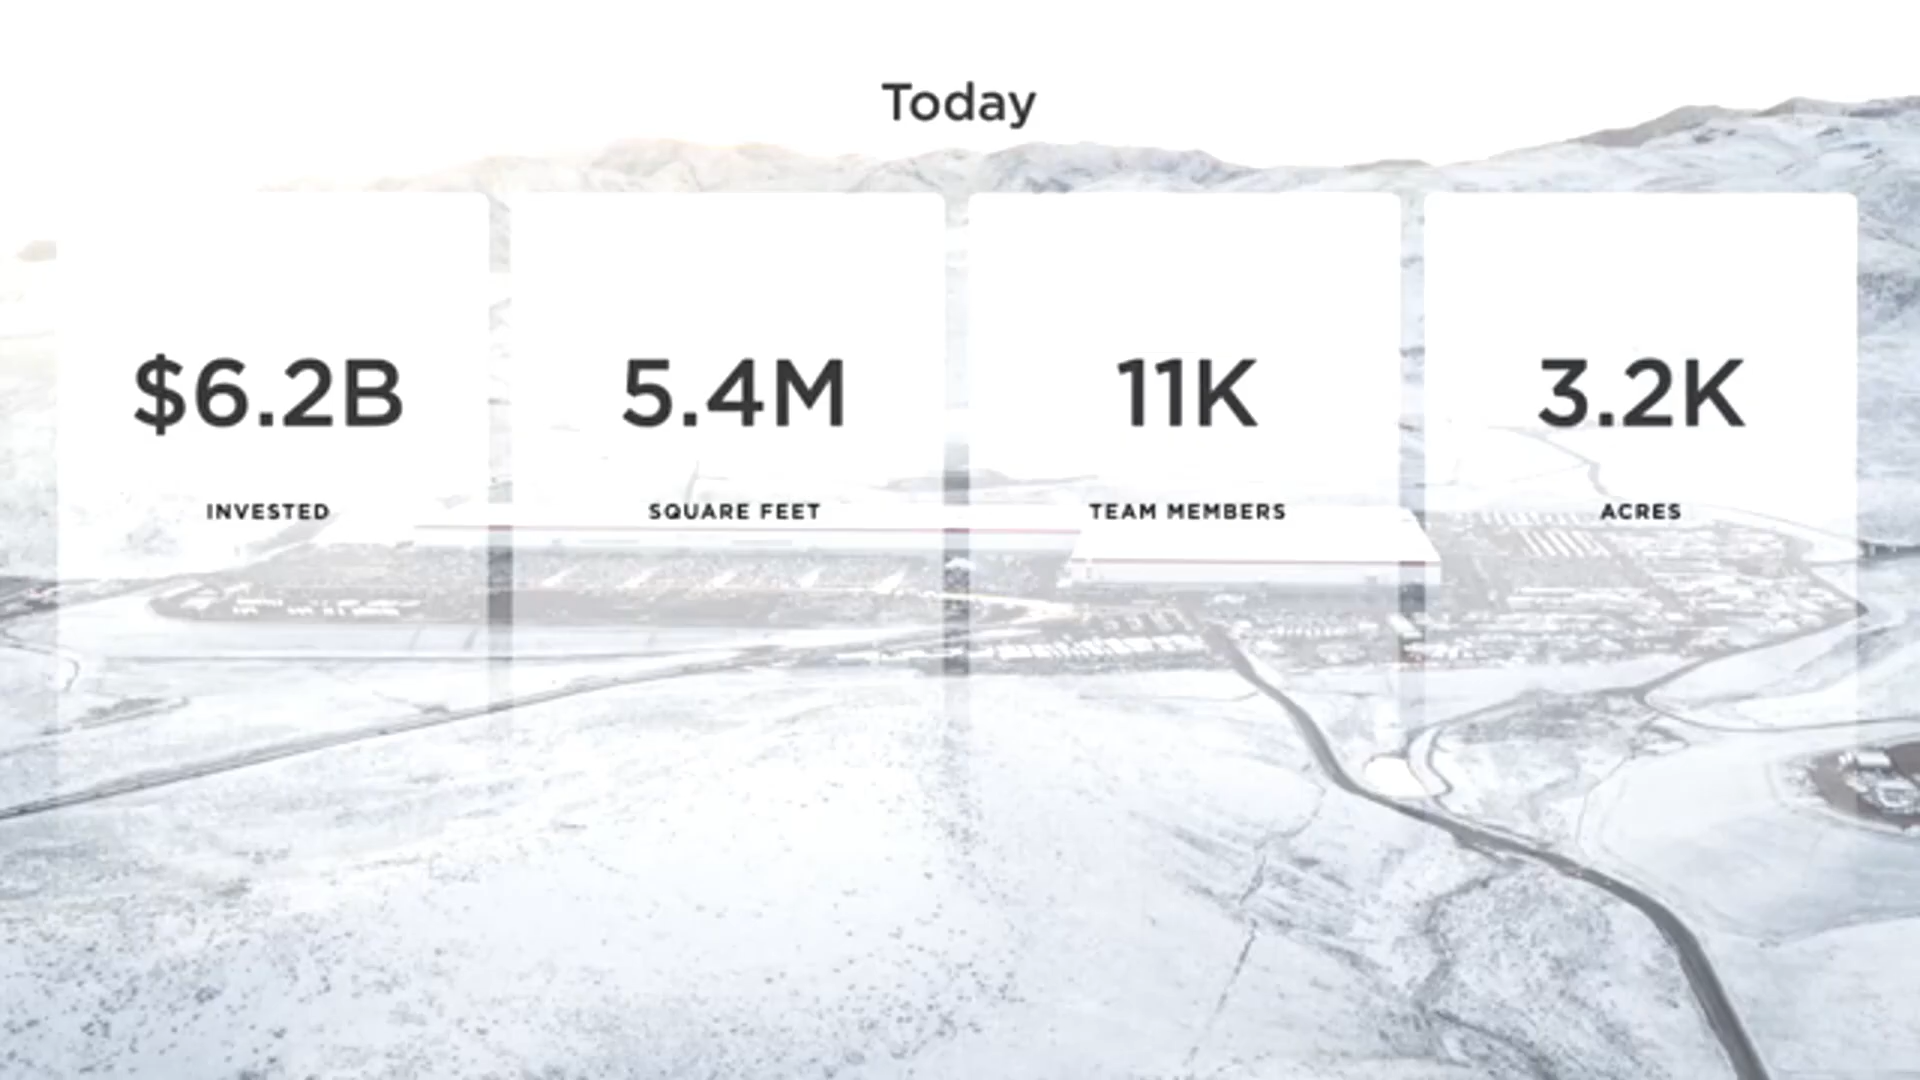 Today
$6.2B
INVESTED
5.4M
SQUARE FEET
11K
TEAM MEMBERS
3.2K
ACRES